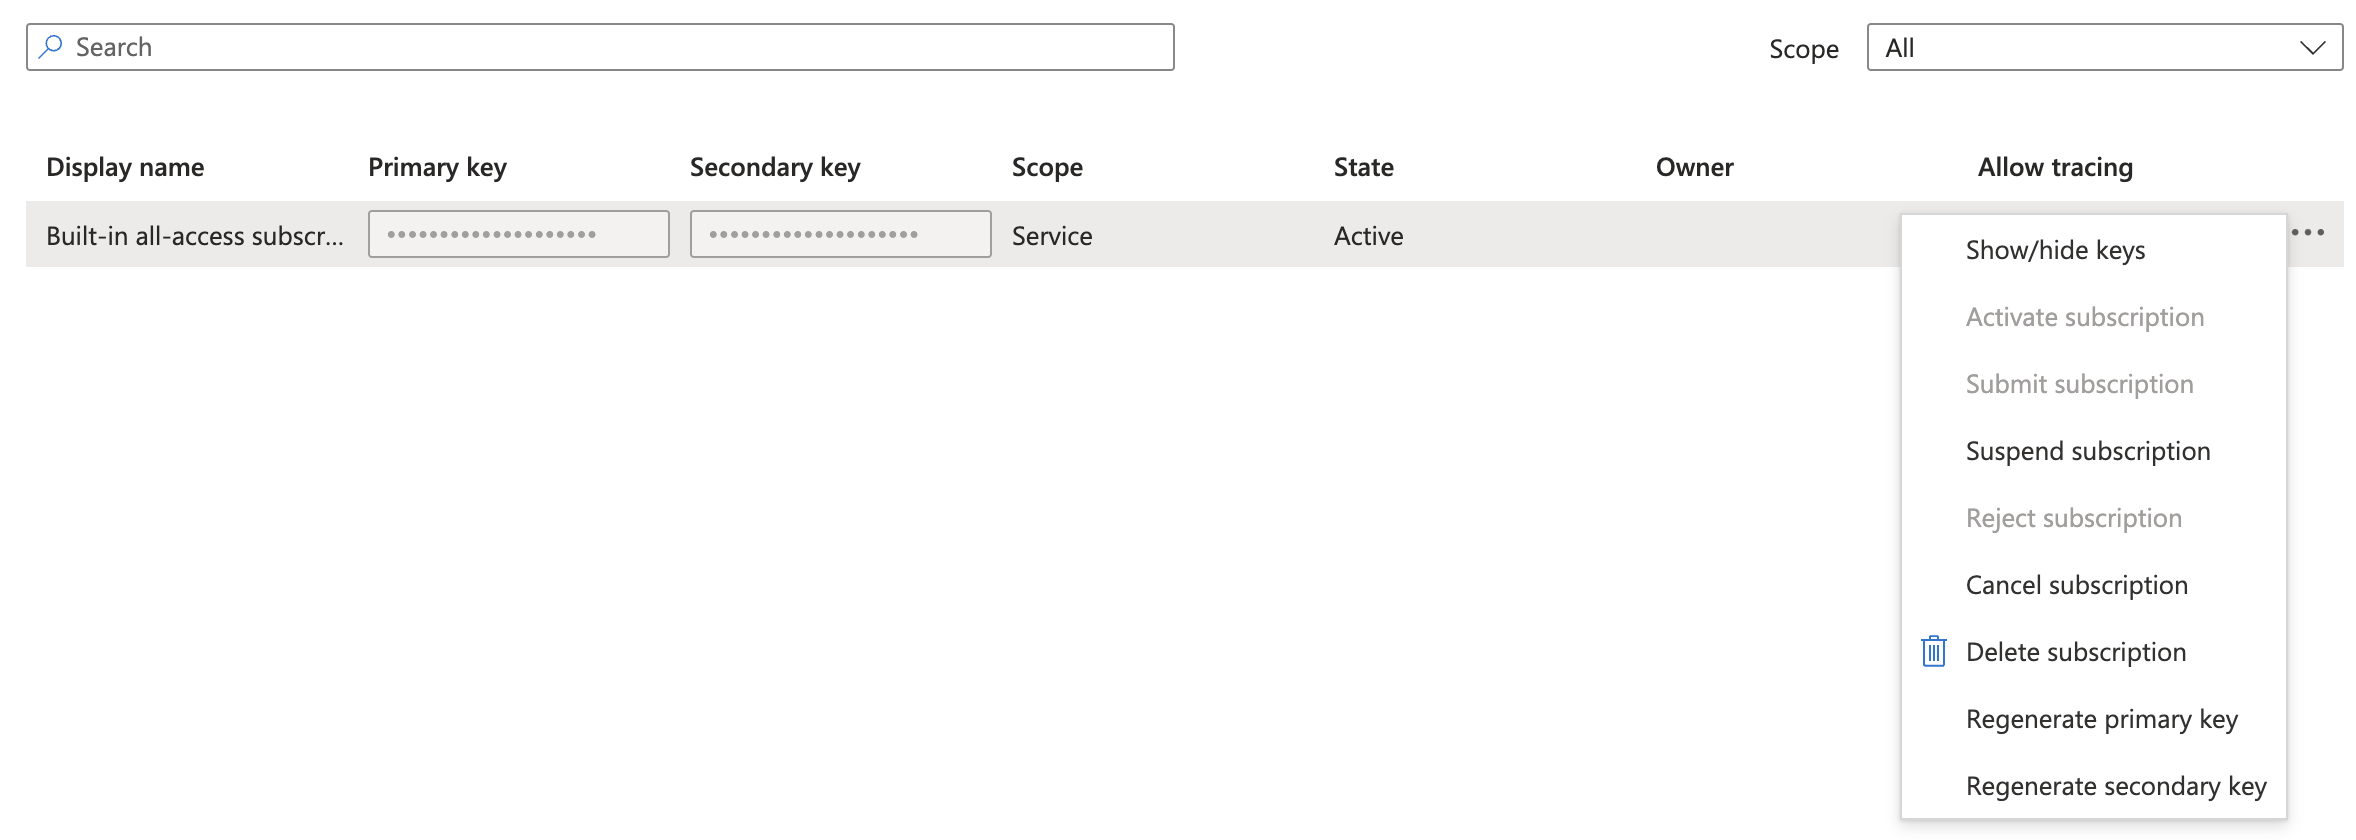 Search
Scope All
Display name Primary key Secondary key Scope State Owner Allow tracing
Built-in all-access subscr... •••••••••••••••••••• •••••••••••••••••••• Service Active •••
Show/hide keys
Activate subscription
Submit subscription
Suspend subscription
Reject subscription
Cancel subscription
Delete subscription
Regenerate primary key
Regenerate secondary key